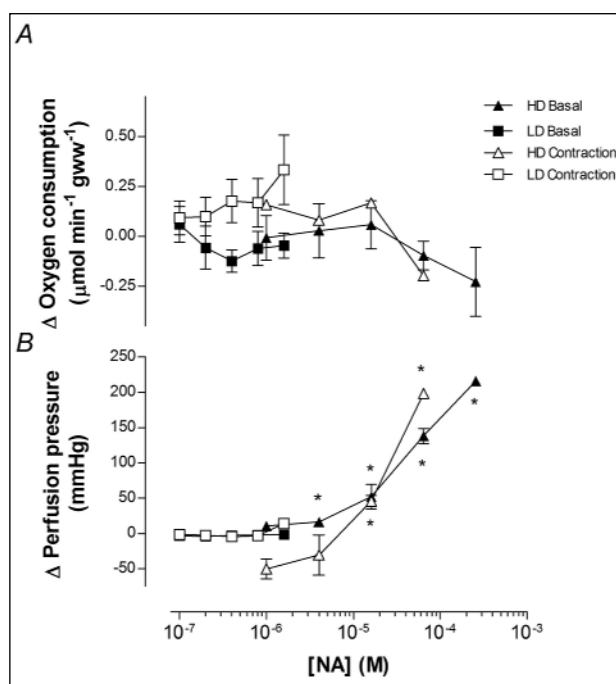 A
HD Basal
LD Basal
HD Contraction
LD Contraction
Δ Oxygen consumption
(μmol min⁻¹ gww⁻¹)
0.50
0.25
0.00
-0.25
B
Δ Perfusion pressure
(mmHg)
250
200
150
100
50
0
-50
*
*
*
*
*
*
10⁻⁷
10⁻⁶
10⁻⁵
10⁻⁴
10⁻³
[NA] (M)